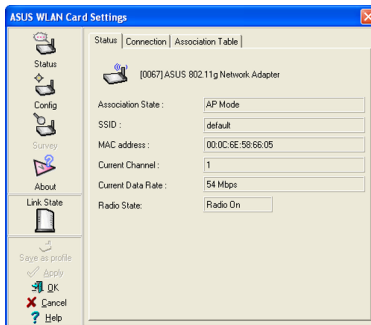 ASUS WLAN Card Settings
Status
Config
Survey
About
Link State
Save as profile
Apply
OK
Cancel
Help
Status Connection Association Table
[0067] ASUS 802.11g Network Adapter
Association State : AP Mode
SSID : default
MAC address : 00:0C:6E:58:66:05
Current Channel : 1
Current Data Rate : 54 Mbps
Radio State: Radio On